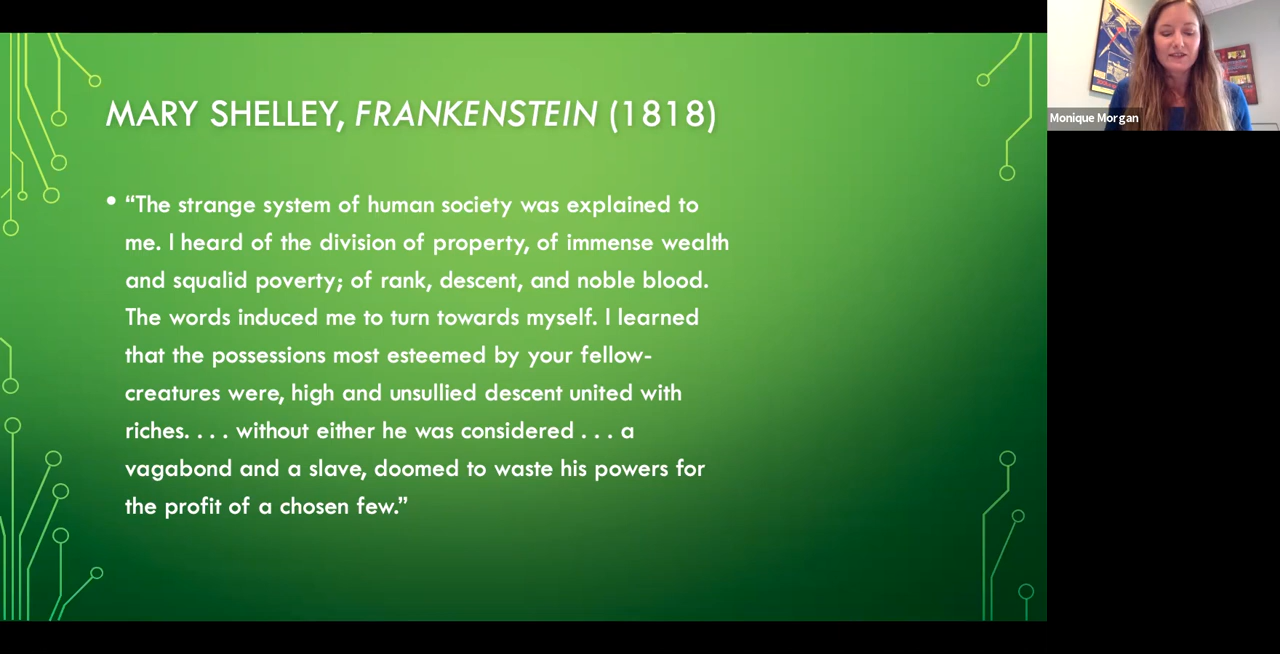 MARY SHELLEY, FRANKENSTEIN (1818)
• “The strange system of human society was explained to
me. I heard of the division of property, of immense wealth
and squalid poverty; of rank, descent, and noble blood.
The words induced me to turn towards myself. I learned
that the possessions most esteemed by your fellow-
creatures were, high and unsullied descent united with
riches. . . . without either he was considered . . . a
vagabond and a slave, doomed to waste his powers for
the profit of a chosen few.”
Monique Morgan